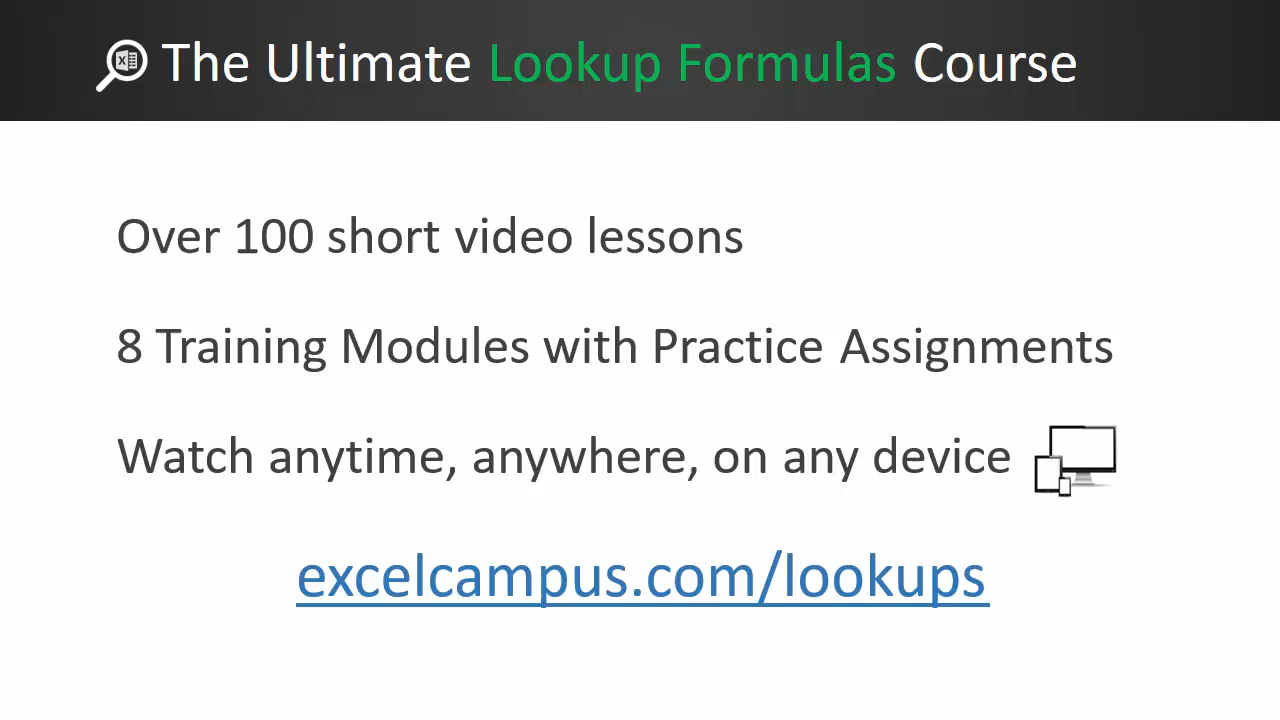 The Ultimate Lookup Formulas Course
Over 100 short video lessons
8 Training Modules with Practice Assignments
Watch anytime, anywhere, on any device
excelcampus.com/lookups